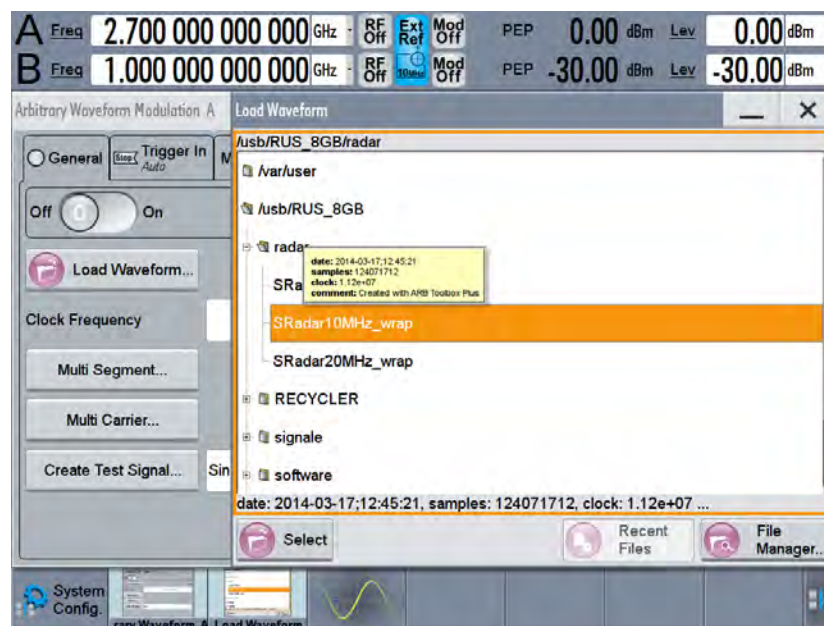 A Freq 2.700 000 000 000 GHz RF Off Ext Ref Mod Off PEP 0.00 dBm Lev 0.00 dBm
B Freq 1.000 000 000 000 GHz RF Off 10MHz Mod Off PEP -30.00 dBm Lev -30.00 dBm
Arbitrary Waveform Modulation A
Load Waveform
General
Stop Trigger In
Auto
M
Off 0 On
Load Waveform...
Clock Frequency
Multi Segment...
Multi Carrier...
Create Test Signal... Sin
/usb/RUS_8GB/radar
/var/user
/usb/RUS_8GB
radar
date: 2014-03-17;12:45:21
samples: 124071712
clock: 1.12e+07
comment: Created with ARB Toolbox Plus
SRa
SRadar10MHz_wrap
SRadar20MHz_wrap
RECYCLER
signale
software
date: 2014-03-17;12:45:21, samples: 124071712, clock: 1.12e+07 ...
Select
Recent Files
File Manager...
System Config.
rary Waveform A
Load Waveform